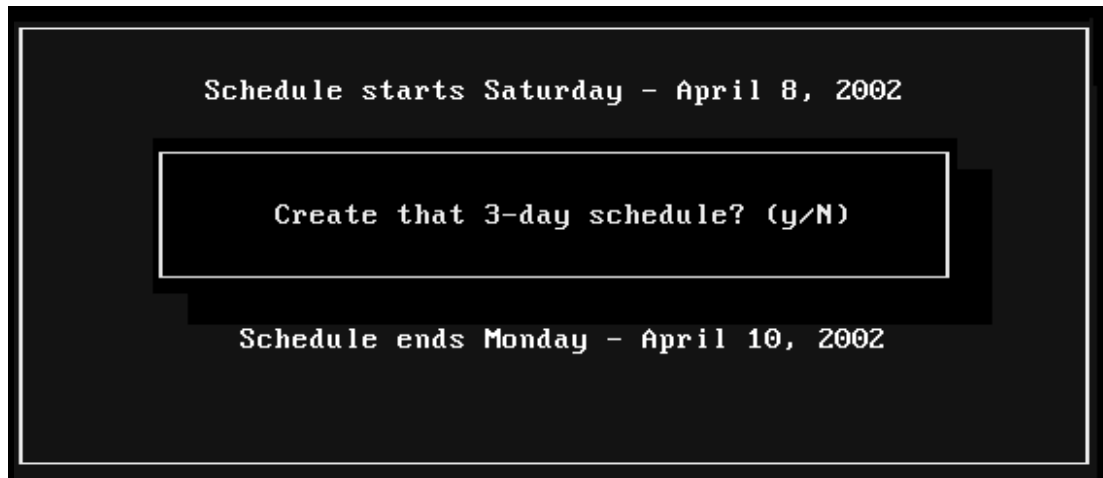 Schedule starts Saturday - April 8, 2002
Create that 3-day schedule? (y/N)
Schedule ends Monday - April 10, 2002